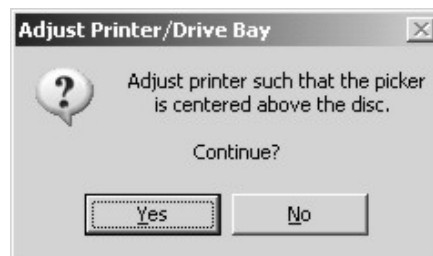 Adjust Printer/Drive Bay
Adjust printer such that the picker
is centered above the disc.
Continue?
Yes
No